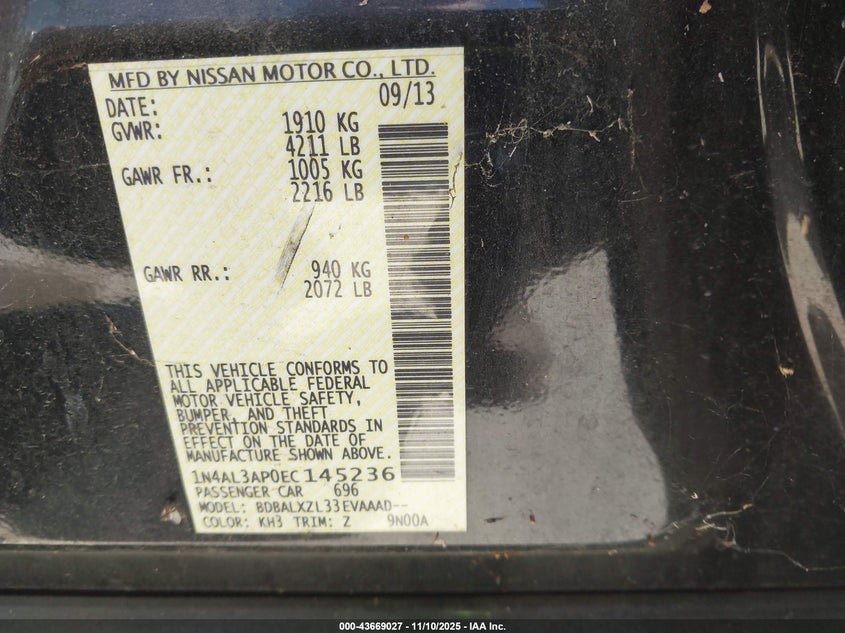 MFD BY NISSAN MOTOR CO., LTD.
DATE: 09/13
GVWR: 1910 KG
4211 LB
GAWR FR.: 1005 KG
2216 LB
GAWR RR.: 940 KG
2072 LB
THIS VEHICLE CONFORMS TO
ALL APPLICABLE FEDERAL
MOTOR VEHICLE SAFETY,
BUMPER, AND THEFT
PREVENTION STANDARDS IN
EFFECT ON THE DATE OF
MANUFACTURE SHOWN ABOVE.
1N4AL3AP0EC145236
PASSENGER CAR 696
MODEL: BDBALXZL33EVAAAD--
COLOR: KH3 TRIM: Z 9N00A
000-43669027 - 11/10/2025 - IAA Inc.